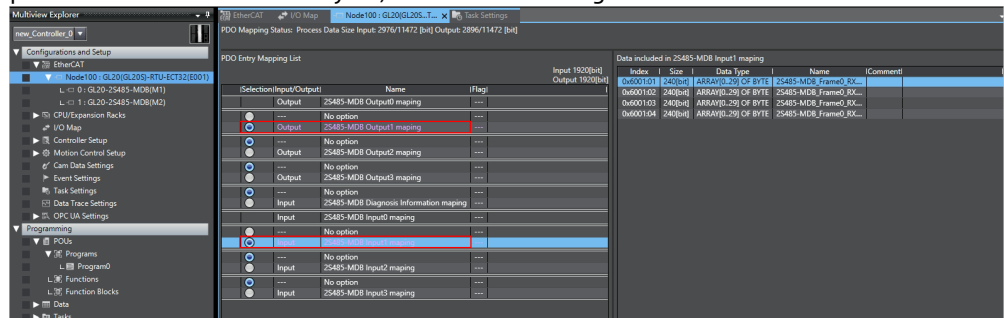 Multiview Explorer
EtherCAT I/O Map Node100 : GL20(GL20S...T... x Task Settings
new_Controller_0
PDO Mapping Status: Process Data Size Input: 2976/11472 [bit] Output: 2896/11472 [bit]
Configurations and Setup
EtherCAT
Node100 : GL20(GL20S)-RTU-ECT32(E001)
0 : GL20-2S485-MDB(M1)
1 : GL20-2S485-MDB(M2)
CPU/Expansion Racks
I/O Map
Controller Setup
Motion Control Setup
Cam Data Settings
Event Settings
Task Settings
Data Trace Settings
OPC UA Settings
Programming
POUs
Programs
Program0
Functions
Function Blocks
Data
Tasks
PDO Entry Mapping List
Input 1920[bit]
Output 1920[bit]
Selection Input/Output Name Flag
Output 2S485-MDB Output0 maping ---
--- No option ---
Output 2S485-MDB Output1 maping ---
--- No option ---
Output 2S485-MDB Output2 maping ---
--- No option ---
Output 2S485-MDB Output3 maping ---
--- No option ---
Input 2S485-MDB Diagnosis Information maping ---
Input 2S485-MDB Input0 maping ---
--- No option ---
Input 2S485-MDB Input1 maping ---
--- No option ---
Input 2S485-MDB Input2 maping ---
--- No option ---
Input 2S485-MDB Input3 maping ---
Data included in 2S485-MDB Input1 maping
Index Size Data Type Name Comment
0x6001:01 240[bit] ARRAY[0..29] OF BYTE 2S485-MDB_Frame0_RX...
0x6001:02 240[bit] ARRAY[0..29] OF BYTE 2S485-MDB_Frame0_RX...
0x6001:03 240[bit] ARRAY[0..29] OF BYTE 2S485-MDB_Frame0_RX...
0x6001:04 240[bit] ARRAY[0..29] OF BYTE 2S485-MDB_Frame0_RX...